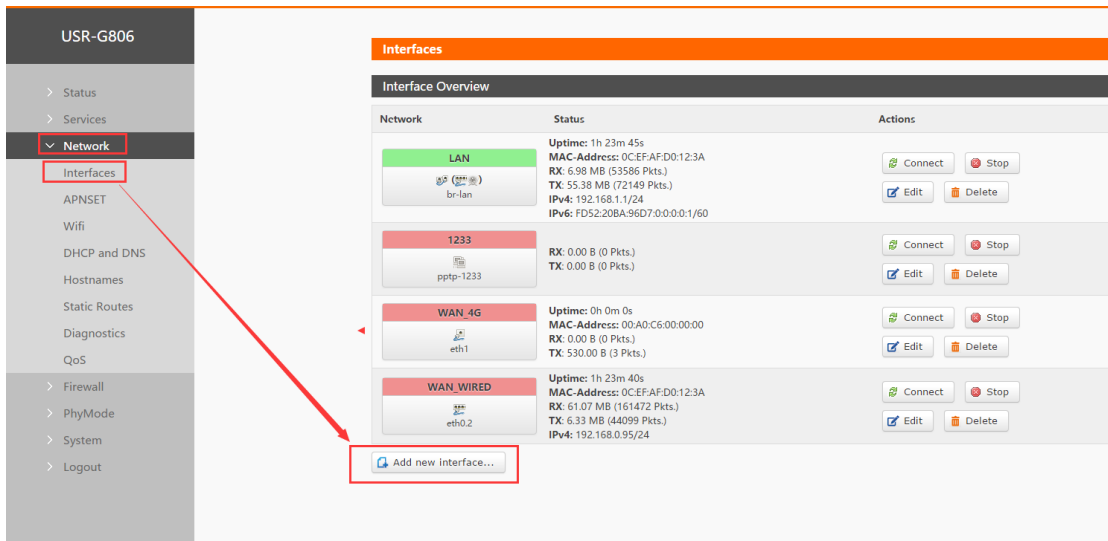 USR-G806
Status
Services
Network
Interfaces
APNSET
Wifi
DHCP and DNS
Hostnames
Static Routes
Diagnostics
QoS
Firewall
PhyMode
System
Logout
Interfaces
Interface Overview
Network Status Actions
LAN
br-lan
Uptime: 1h 23m 45s
MAC-Address: 0C:EF:AF:D0:12:3A
RX: 6.98 MB (53586 Pkts.)
TX: 55.38 MB (72149 Pkts.)
IPv4: 192.168.1.1/24
IPv6: FD52:20BA:96D7:0:0:0:0:1/60
Connect Stop
Edit Delete
1233
pptp-1233
RX: 0.00 B (0 Pkts.)
TX: 0.00 B (0 Pkts.)
Connect Stop
Edit Delete
WAN_4G
eth1
Uptime: 0h 0m 0s
MAC-Address: 00:A0:C6:00:00:00
RX: 0.00 B (0 Pkts.)
TX: 530.00 B (3 Pkts.)
Connect Stop
Edit Delete
WAN_WIRED
eth0.2
Uptime: 1h 23m 40s
MAC-Address: 0C:EF:AF:D0:12:3A
RX: 61.07 MB (161472 Pkts.)
TX: 6.33 MB (44099 Pkts.)
IPv4: 192.168.0.95/24
Connect Stop
Edit Delete
Add new interface...